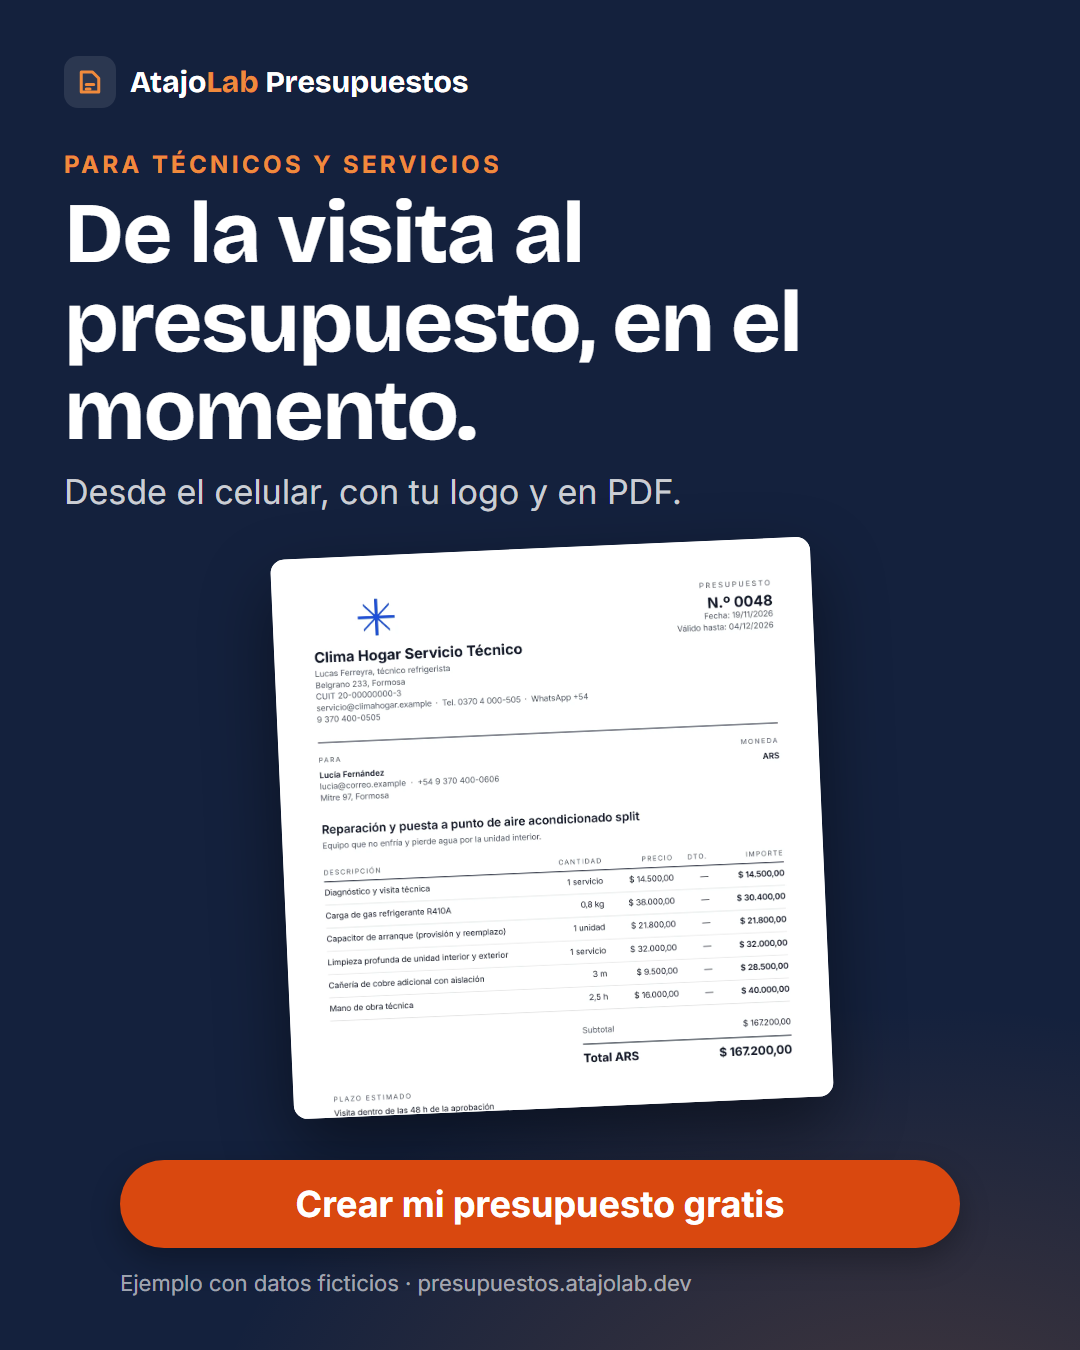 AtajoLab Presupuestos
PARA TÉCNICOS Y SERVICIOS
De la visita al
presupuesto, en el
momento.
Desde el celular, con tu logo y en PDF.
PRESUPUESTO
N.º 0048
Fecha: 19/11/2026
Válido hasta: 04/12/2026
Clima Hogar Servicio Técnico
Lucas Ferreyra, técnico refrigerista
Belgrano 233, Formosa
CUIT 20-00000000-3
servicio@climahogar.example · Tel. 0370 4 000-505 · WhatsApp +54
9 370 400-0505
PARA
MONEDA
Lucía Fernández
ARS
lucia@correo.example · +54 9 370 400-0606
Mitre 97, Formosa
Reparación y puesta a punto de aire acondicionado split
Equipo que no enfría y pierde agua por la unidad interior.
DESCRIPCIÓN CANTIDAD PRECIO DTO. IMPORTE
Diagnóstico y visita técnica 1 servicio $ 14.500,00 — $ 14.500,00
Carga de gas refrigerante R410A 0,8 kg $ 38.000,00 — $ 30.400,00
Capacitor de arranque (provisión y reemplazo) 1 unidad $ 21.800,00 — $ 21.800,00
Limpieza profunda de unidad interior y exterior 1 servicio $ 32.000,00 — $ 32.000,00
Cañería de cobre adicional con aislación 3 m $ 9.500,00 — $ 28.500,00
Mano de obra técnica 2,5 h $ 16.000,00 — $ 40.000,00
Subtotal $ 167.200,00
Total ARS $ 167.200,00
PLAZO ESTIMADO
Visita dentro de las 48 h de la aprobación
Crear mi presupuesto gratis
Ejemplo con datos ficticios · presupuestos.atajolab.dev